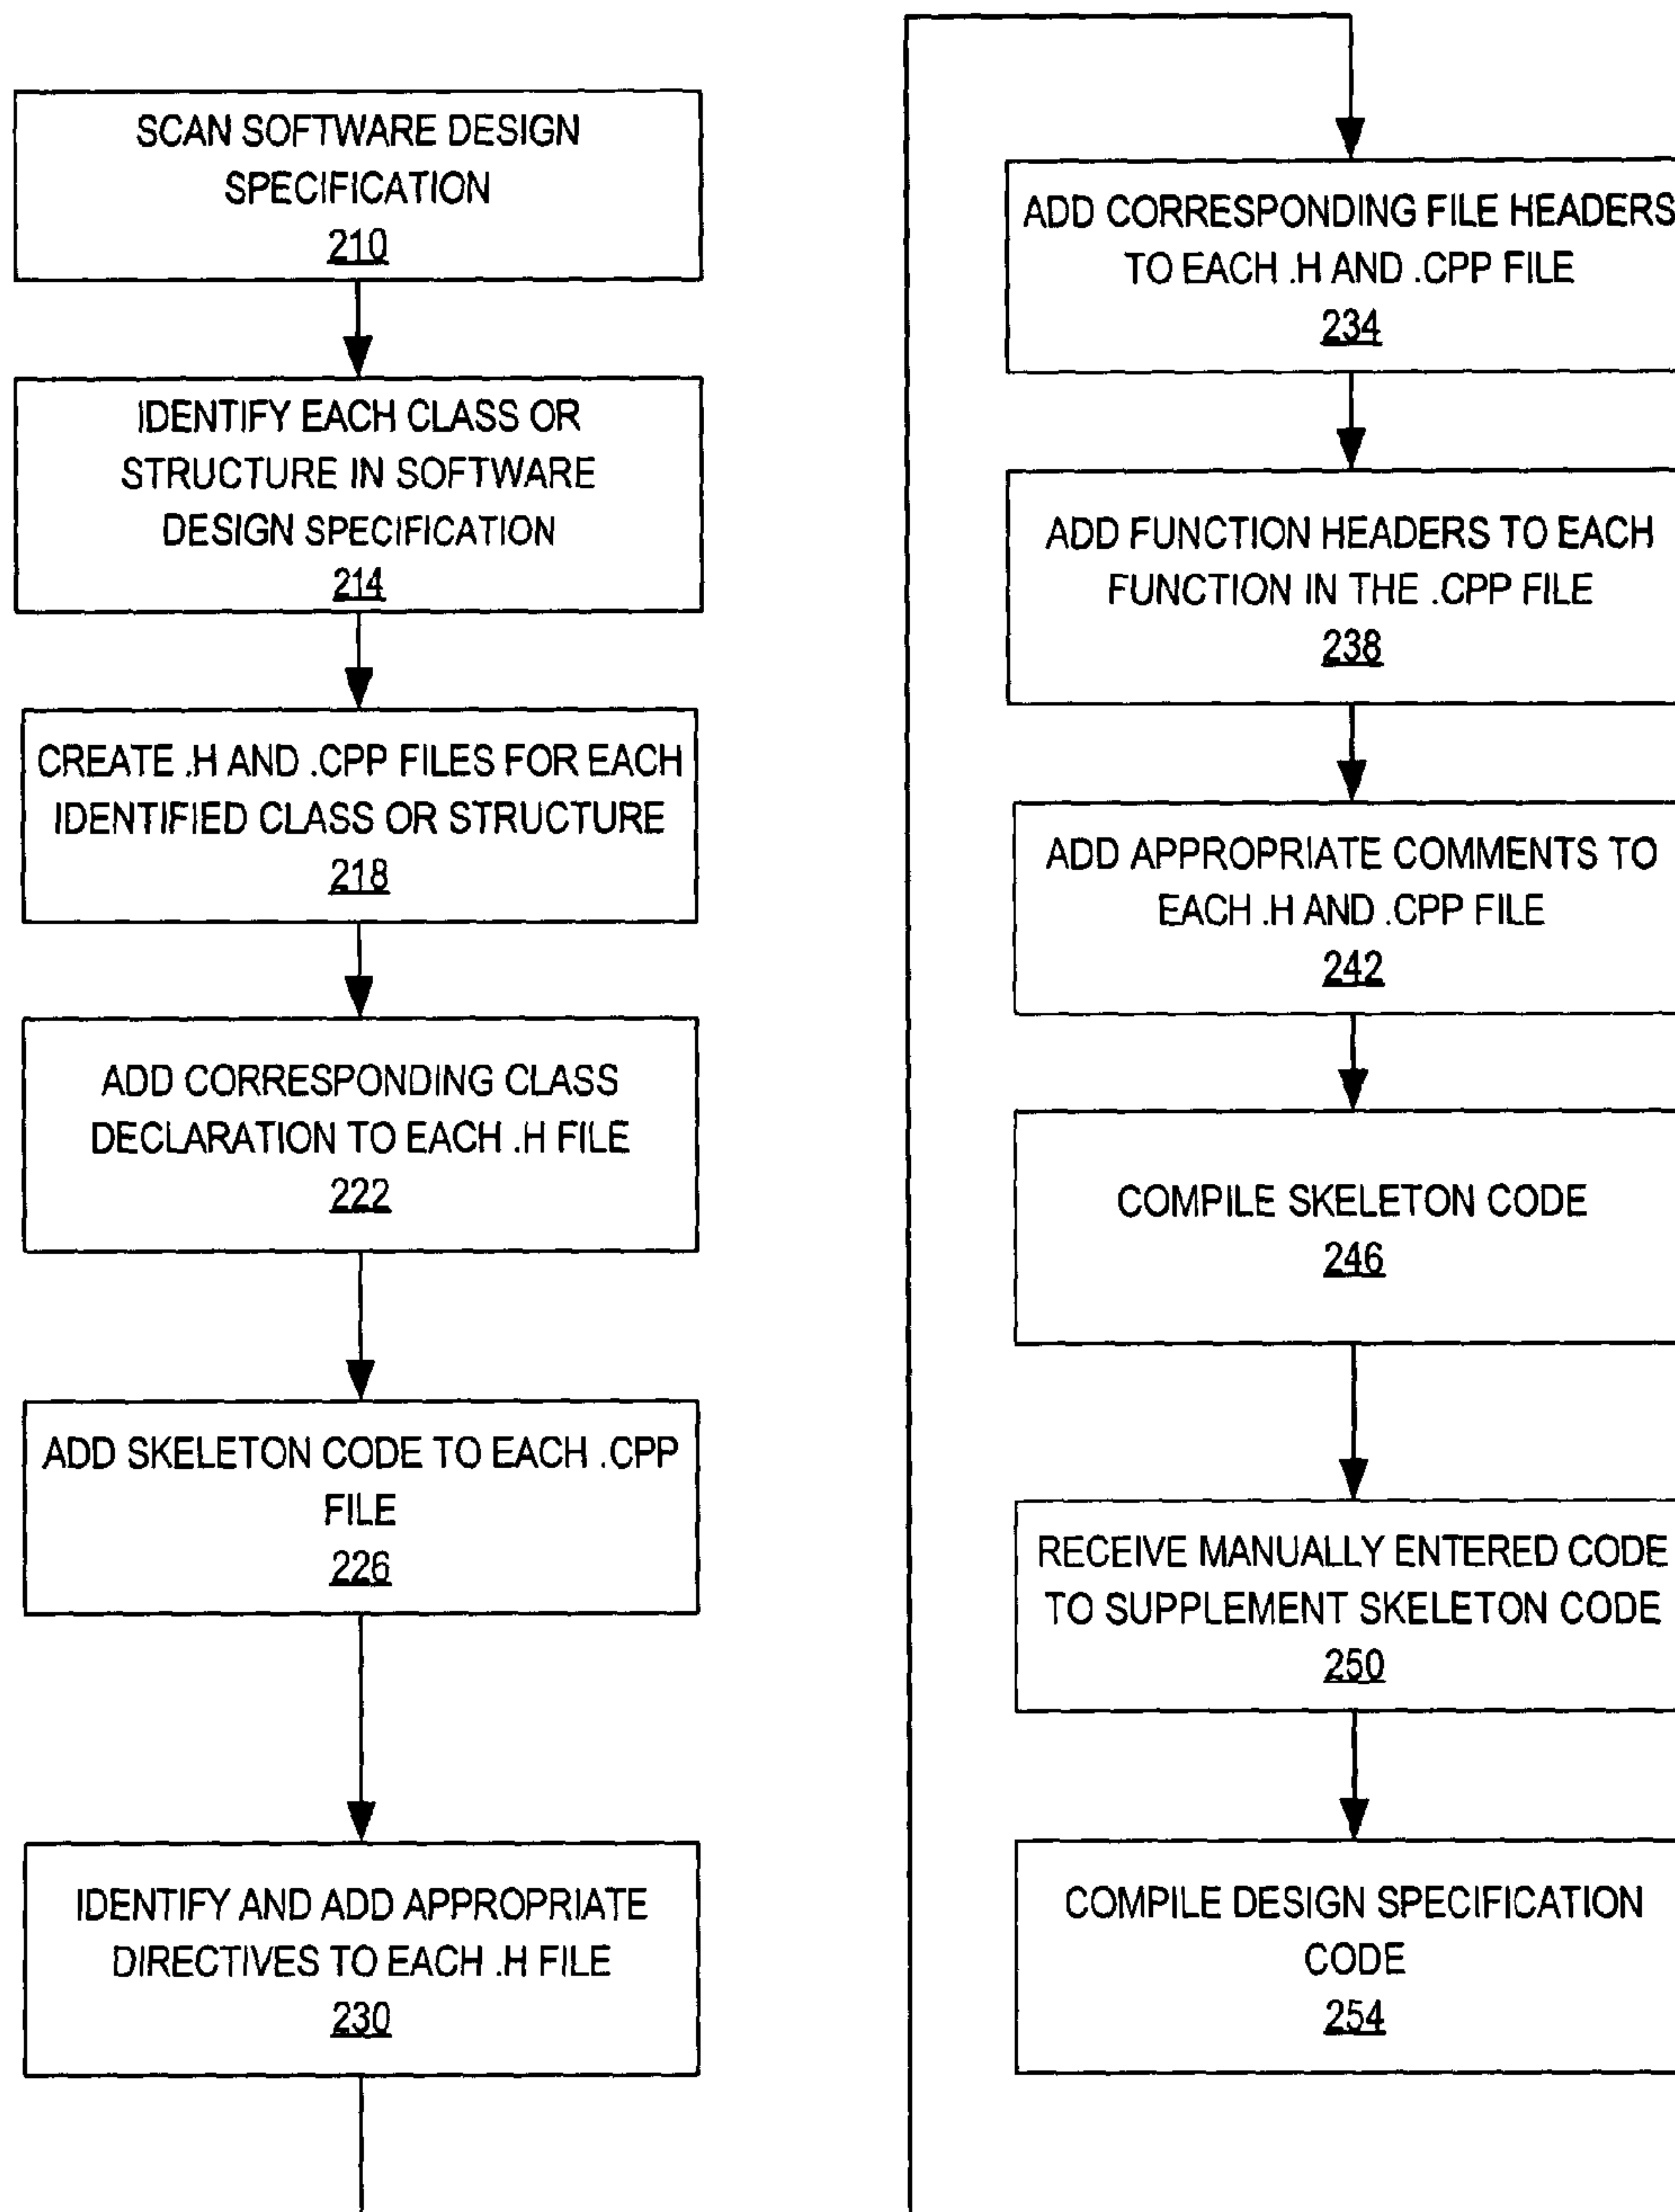 SCAN SOFTWARE DESIGN
SPECIFICATION
210
IDENTIFY EACH CLASS OR
STRUCTURE IN SOFTWARE
DESIGN SPECIFICATION
214
CREATE .H AND .CPP FILES FOR EACH
IDENTIFIED CLASS OR STRUCTURE
218
ADD CORRESPONDING CLASS
DECLARATION TO EACH .H FILE
222
ADD SKELETON CODE TO EACH .CPP
FILE
226
IDENTIFY AND ADD APPROPRIATE
DIRECTIVES TO EACH .H FILE
230
ADD CORRESPONDING FILE HEADERS
TO EACH .H AND .CPP FILE
234
ADD FUNCTION HEADERS TO EACH
FUNCTION IN THE .CPP FILE
238
ADD APPROPRIATE COMMENTS TO
EACH .H AND .CPP FILE
242
COMPILE SKELETON CODE
246
RECEIVE MANUALLY ENTERED CODE
TO SUPPLEMENT SKELETON CODE
250
COMPILE DESIGN SPECIFICATION
CODE
254